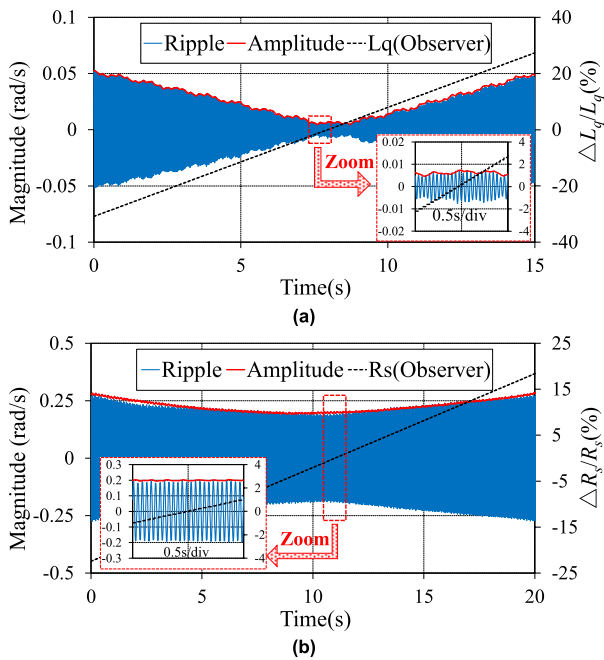 0.1
0.05
0
-0.05
-0.1
Magnitude (rad/s)
Ripple Amplitude Lq(Observer)
40
20
0
-20
-40
△Lq/Lq(%)
Zoom
0.02
0.01
0
-0.01
-0.02
4
2
0
-2
-4
0.5s/div
0 5 10 15
Time(s)
(a)
0.5
0.25
0
-0.25
-0.5
Magnitude (rad/s)
Ripple Amplitude Rs(Observer)
25
15
5
-5
-15
-25
△Rs/Rs(%)
0.3
0.2
0.1
0
-0.1
-0.2
-0.3
4
2
0
-2
-4
0.5s/div
Zoom
0 5 10 15 20
Time(s)
(b)